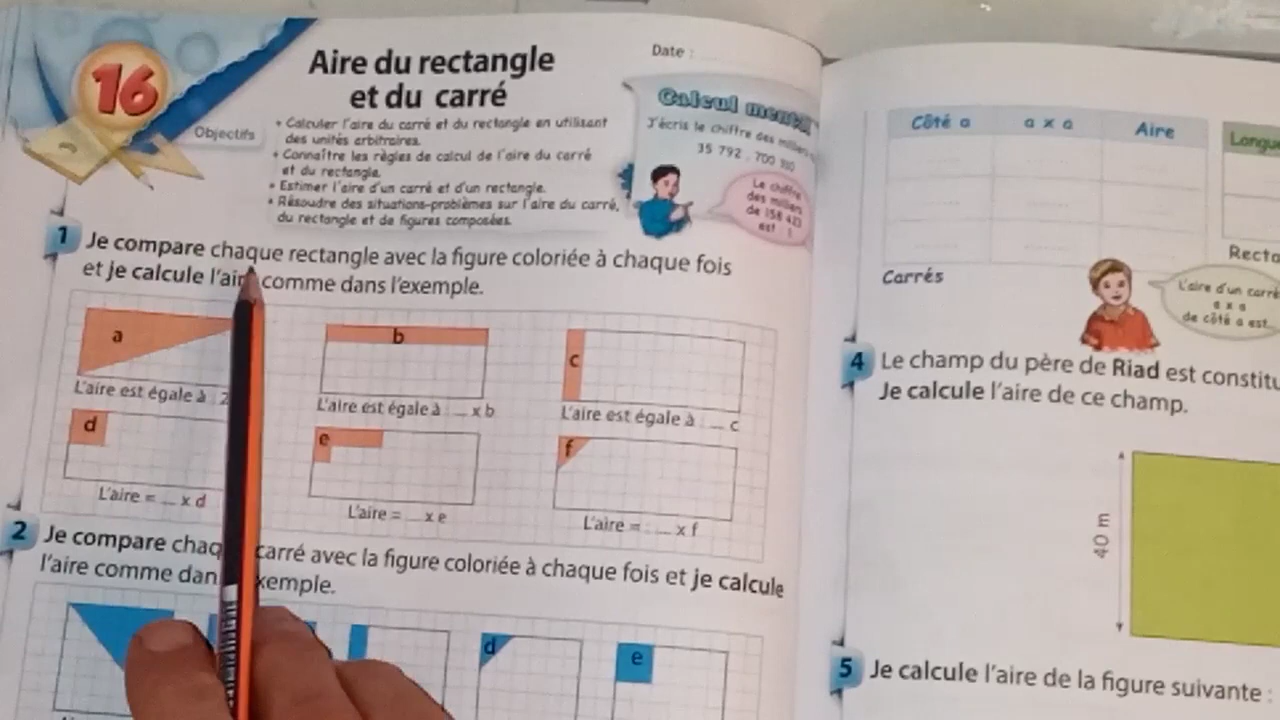 16
Aire du rectangle
et du carré
Date :
Objectifs
• Calculer l'aire du carré et du rectangle en utilisant
des unités arbitraires.
• Connaître les règles de calcul de l'aire du carré
et du rectangle.
• Estimer l'aire d'un carré et d'un rectangle.
• Résoudre des situations-problèmes sur l'aire du carré,
du rectangle et de figures composées.
Calcul
J'écris le chiffre des milliers
35 792 . 700
Le chiffre
des milliers
de 158 423
est
1 Je compare chaque rectangle avec la figure coloriée à chaque fois
et je calcule l'aire comme dans l'exemple.
a
b
c
L'aire est égale à 2
L'aire est égale à ... x b
L'aire est égale à ... c
d
e
f
L'aire = ... x d
L'aire = ... x e
L'aire = ... x f
2 Je compare carré avec la figure coloriée à chaque fois et je calcule
l'aire comme
d
e
Côté a
a x a
Aire
Carrés
L'aire d'un carré
de côté a est
a x a
4 Le champ du père de Riad est
Je calcule l'aire de ce champ.
40 m
5 Je calcule l'aire de la figure suivante :